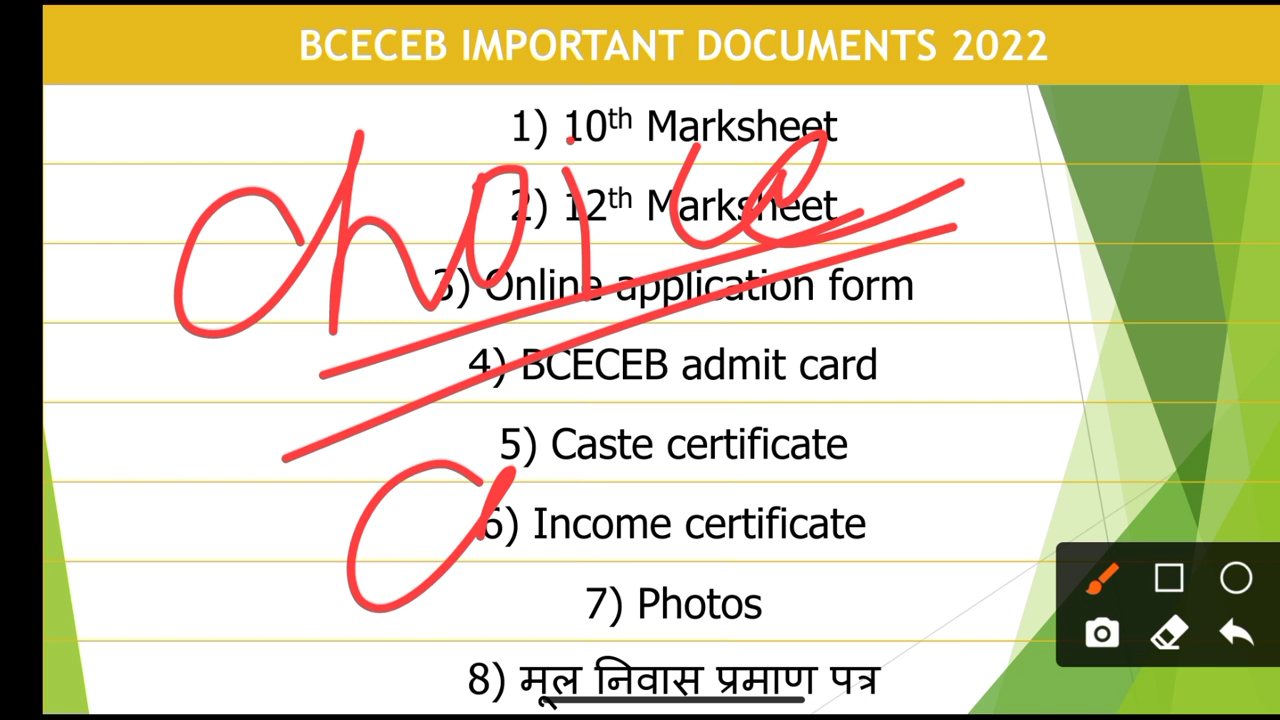 BCECEB IMPORTANT DOCUMENTS 2022
1) 10th Marksheet
2) 12th Marksheet
choice
3) Online application form
4) BCECEB admit card
5) Caste certificate
6) Income certificate
7) Photos
8) मूल निवास प्रमाण पत्र